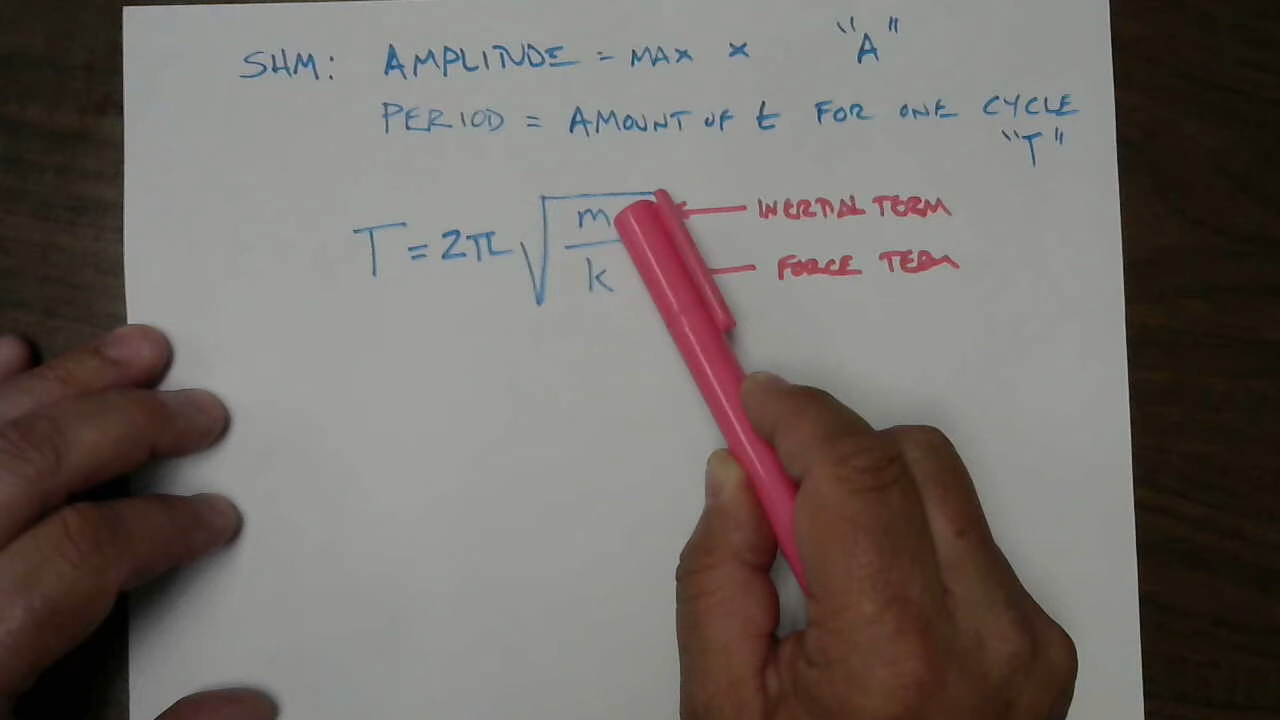 SHM: AMPLITUDE = MAX x "A"
PERIOD = AMOUNT OF t FOR ONE CYCLE
"T"
T = 2π √(m/k) ← INERTIAL TERM
FORCE TERM